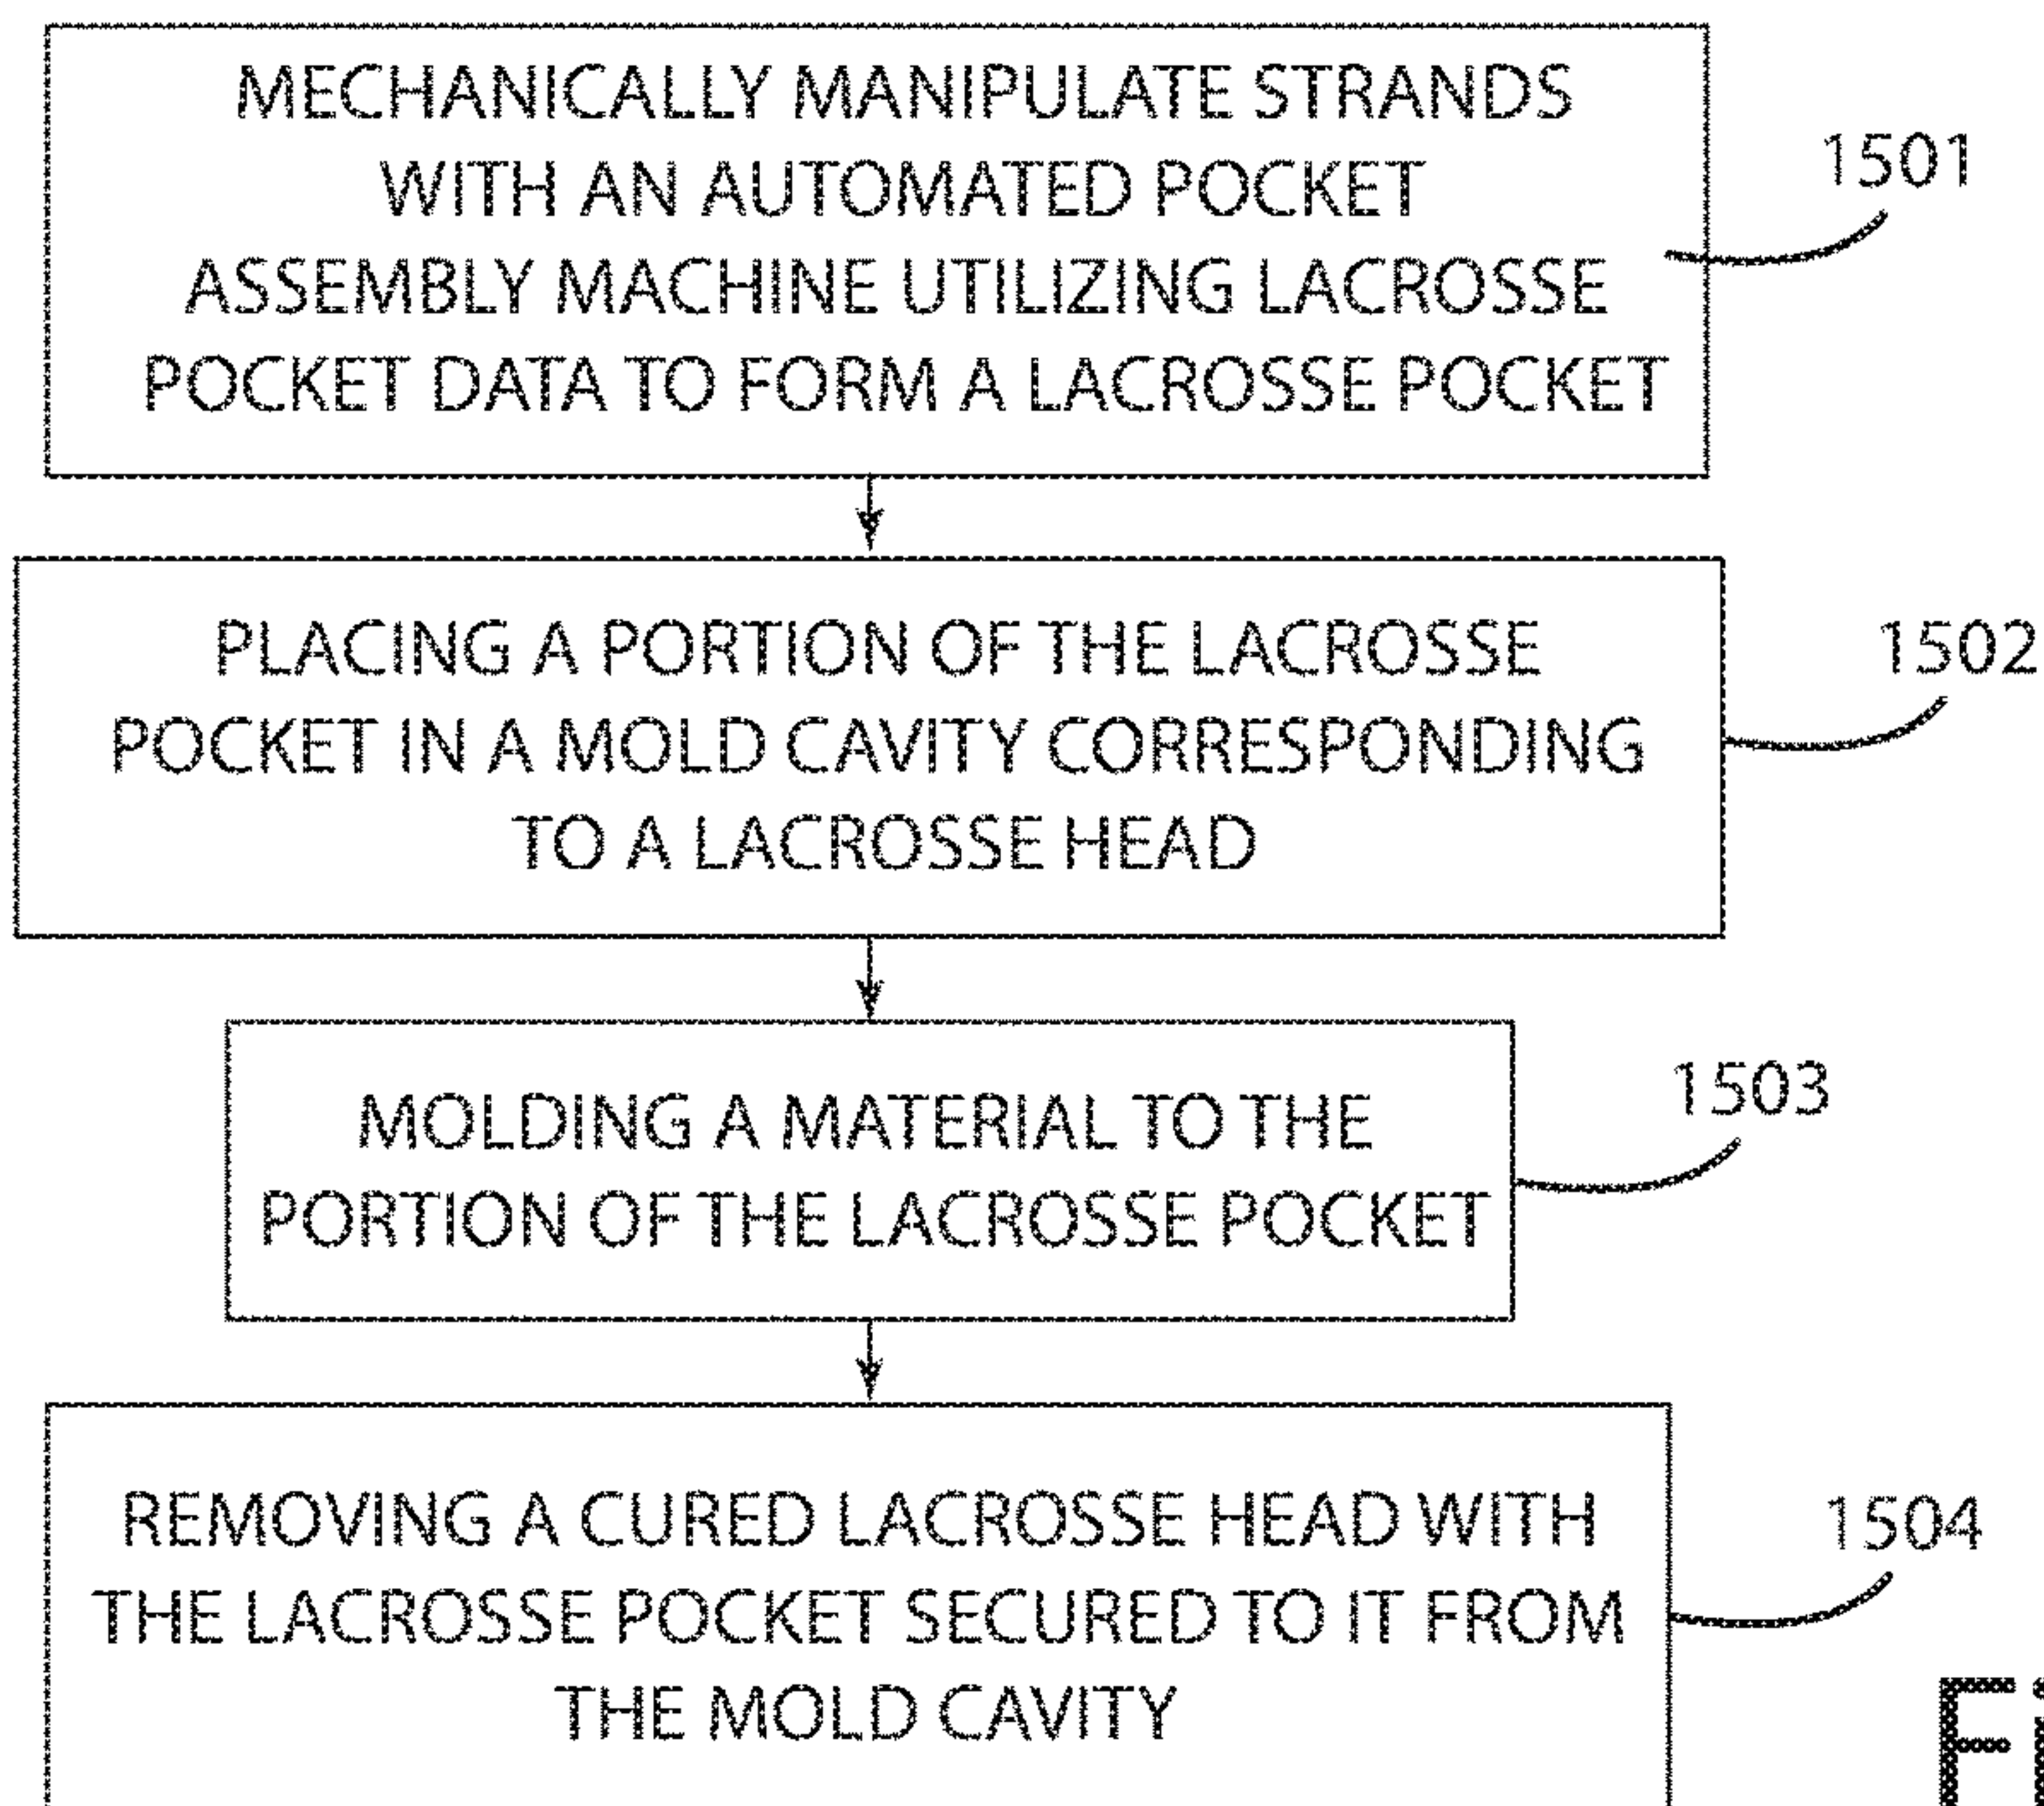 MECHANICALLY MANIPULATE STRANDS
WITH AN AUTOMATED POCKET
ASSEMBLY MACHINE UTILIZING LACROSSE
POCKET DATA TO FORM A LACROSSE POCKET
1501
PLACING A PORTION OF THE LACROSSE
POCKET IN A MOLD CAVITY CORRESPONDING
TO A LACROSSE HEAD
1502
MOLDING A MATERIAL TO THE
PORTION OF THE LACROSSE POCKET
1503
REMOVING A CURED LACROSSE HEAD WITH
THE LACROSSE POCKET SECURED TO IT FROM
THE MOLD CAVITY
1504